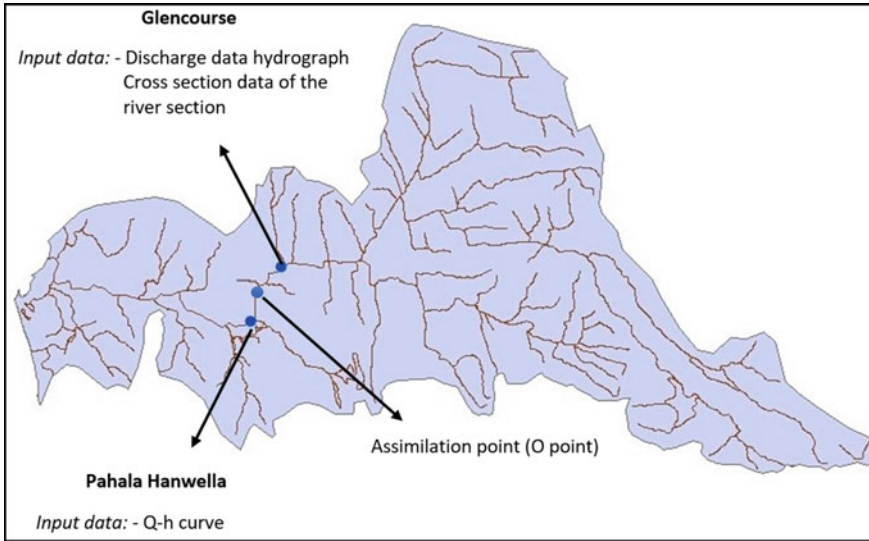 Glencourse
Input data: - Discharge data hydrograph
Cross section data of the
river section
Assimilation point (O point)
Pahala Hanwella
Input data: - Q-h curve